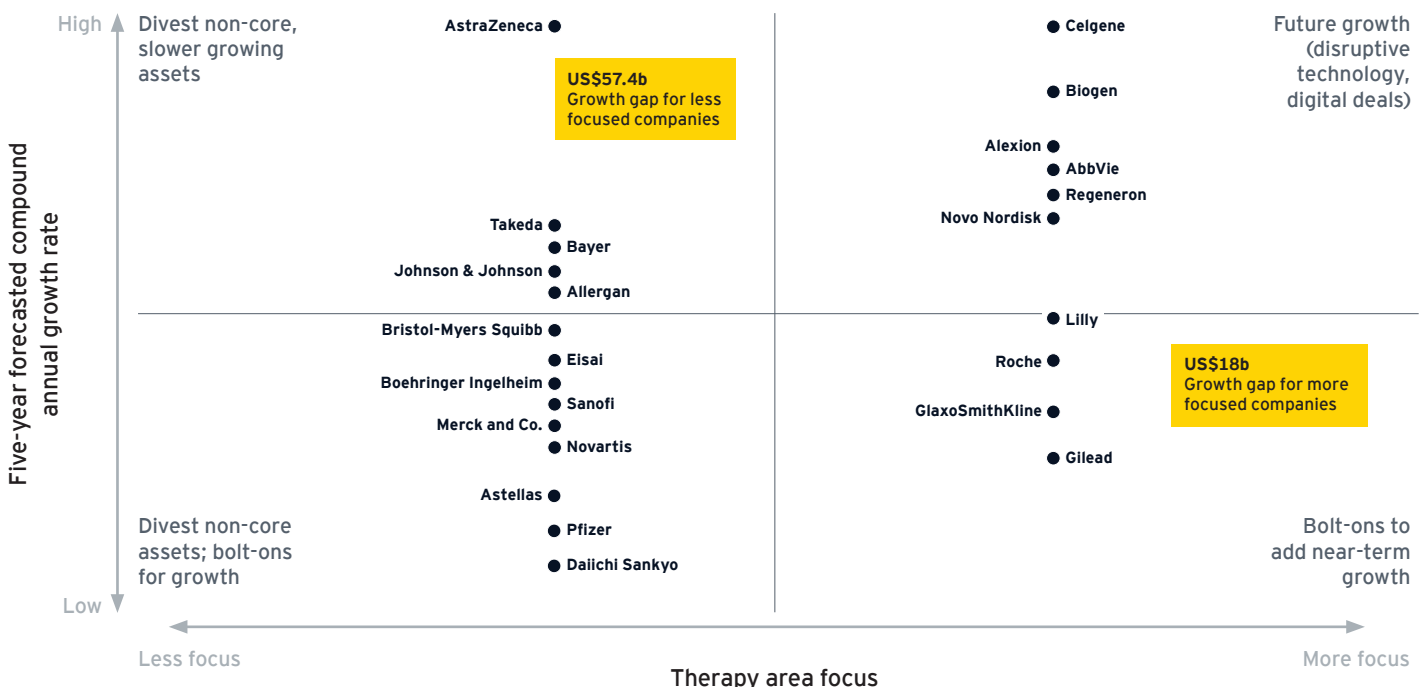 High
Divest non-core,
slower growing
assets
AstraZeneca
Celgene
Future growth
(disruptive
technology,
digital deals)
US$57.4b
Growth gap for less
focused companies
Biogen
Alexion
AbbVie
Regeneron
Novo Nordisk
Takeda
Bayer
Johnson & Johnson
Allergan
Five-year forecasted compound
annual growth rate
Bristol-Myers Squibb
Lilly
Eisai
Roche
US$18b
Growth gap for more
focused companies
Boehringer Ingelheim
Sanofi
GlaxoSmithKline
Merck and Co.
Novartis
Gilead
Astellas
Pfizer
Daiichi Sankyo
Divest non-core
assets; bolt-ons
for growth
Bolt-ons to
add near-term
growth
Low
Less focus
More focus
Therapy area focus